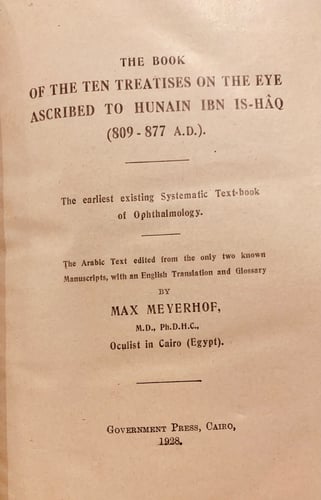 THE BOOK
OF THE TEN TREATISES ON THE EYE
ASCRIBED TO HUNAIN IBN IS-HÂQ
(809-877 A.D.).
The earliest existing Systematic Text-book
of Ophthalmology.
The Arabic Text edited from the only two known
Manuscripts, with an English Translation and Glossary
BY
MAX MEYERHOF,
M.D., Ph.D.H.C.,
Oculist in Cairo (Egypt).
GOVERNMENT PRESS, CAIRO,
1928.